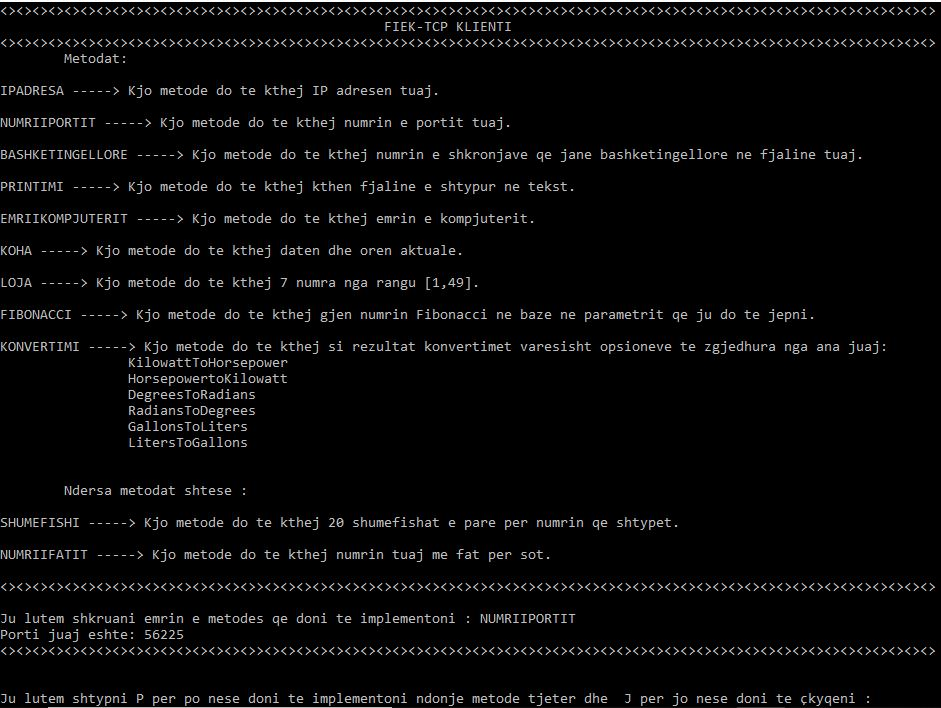 <><><><><><><><><><><><><><><><>><><><><><><><><><><><><><><><><><><><><><><><><><><><><><><><><><><><><><><><><><><>
FIEK-TCP KLIENTI
<><><><><><><><><><><><><><><><>><><><><><><><><><><><><><><><><><><><><><><><><><><><><><><><><><><><><><><><><><><>
Metodat:
IPADRESA -----> Kjo metode do te kthej IP adresen tuaj.
NUMRIIPORTIT -----> Kjo metode do te kthej numrin e portit tuaj.
BASHKETINGELLORE -----> Kjo metode do te kthej numrin e shkronjave qe jane bashketingellore ne fjaline tuaj.
PRINTIMI -----> Kjo metode do te kthej kthen fjaline e shtypur ne tekst.
EMRIIKOMPJUTERIT -----> Kjo metode do te kthej emrin e kompjuterit.
KOHA -----> Kjo metode do te kthej daten dhe oren aktuale.
LOJA -----> Kjo metode do te kthej 7 numra nga rangu [1,49].
FIBONACCI -----> Kjo metode do te kthej gjen numrin Fibonacci ne baze ne parametrit qe ju do te jepni.
KONVERTIMI -----> Kjo metode do te kthej si rezultat konvertimet varesisht opsioneve te zgjedhura nga ana juaj:
KilowattToHorsepower
HorsepowertoKilowatt
DegreesToRadians
RadiansToDegrees
GallonsToLiters
LitersToGallons
Ndersa metodat shtese :
SHUMEFISHI -----> Kjo metode do te kthej 20 shumefishat e pare per numrin qe shtypet.
NUMRIIFATIT -----> Kjo metode do te kthej numrin tuaj me fat per sot.
<><><><><><><><><><><><><><><><>><><><><><><><><><><><><><><><><><><><><><><><><><><><><><><><><><><><><><><><><><><>
Ju lutem shkruani emrin e metodes qe doni te implementoni : NUMRIIPORTIT
Porti juaj eshte: 56225
<><><><><><><><><><><><><><><><>><><><><><><><><><><><><><><><><><><><><><><><><><><><><><><><><><><><><><><><><><><>
Ju lutem shtypni P per po nese doni te implementoni ndonje metode tjeter dhe  J per jo nese doni te çkyqeni :